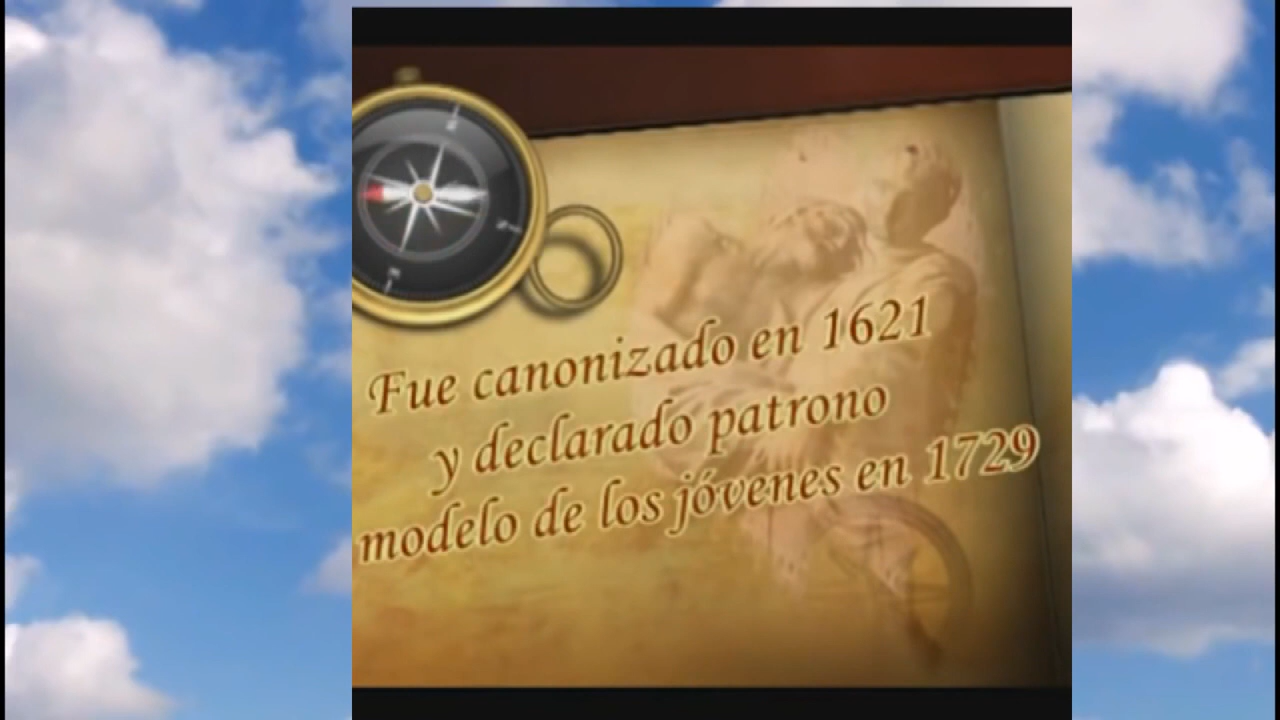 Fue canonizado en 1621
y declarado patrono
modelo de los jóvenes en 1729